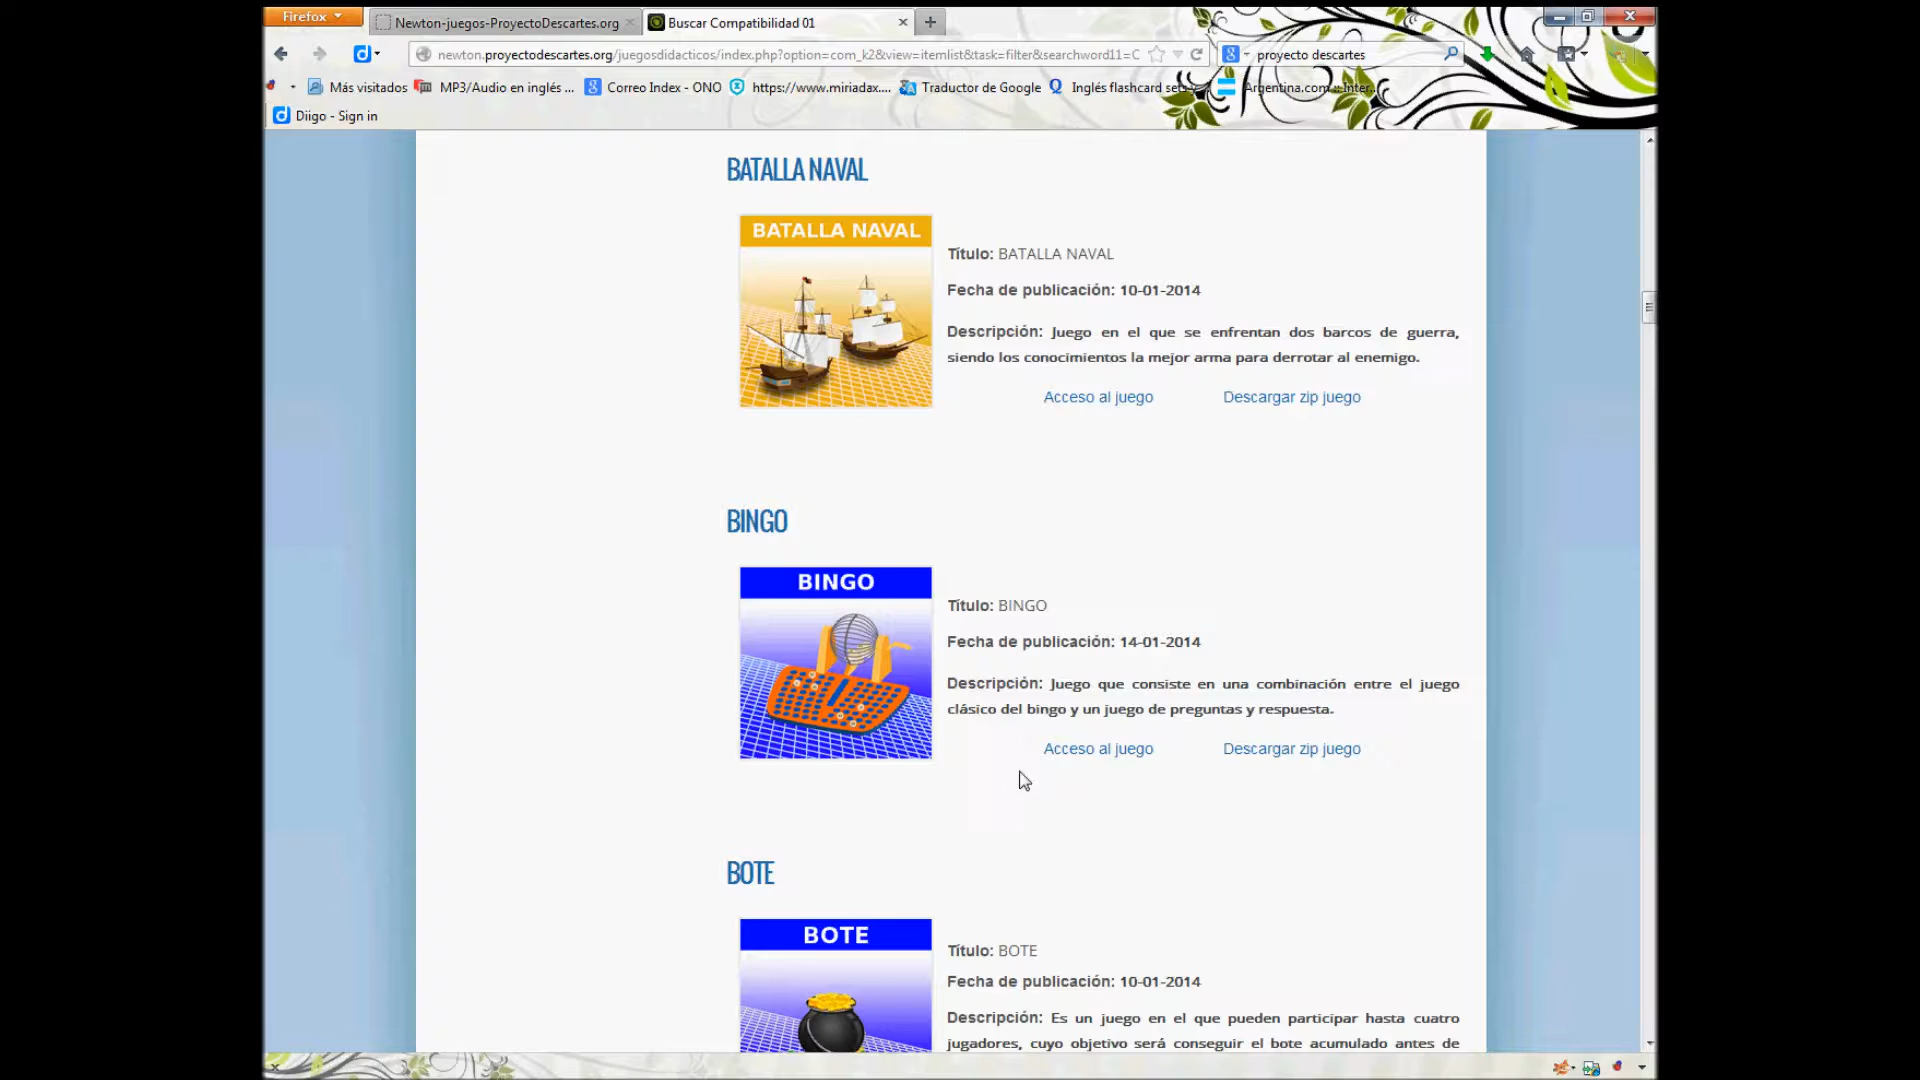 Firefox
Newton-juegos-ProyectoDescartes.org
Buscar Compatibilidad 01
newton.proyectodescartes.org/juegosdidacticos/index.php?option=com_k2&view=itemlist&task=filter&searchword11=C
proyecto descartes
Más visitados
MP3/Audio en inglés ...
Correo Index - ONO
https://www.miriadax....
Traductor de Google
Inglés flashcard sets
Argentina.com :: Inter...
Diigo - Sign in
BATALLA NAVAL
BATALLA NAVAL
Título: BATALLA NAVAL
Fecha de publicación: 10-01-2014
Descripción: Juego en el que se enfrentan dos barcos de guerra,
siendo los conocimientos la mejor arma para derrotar al enemigo.
Acceso al juego
Descargar zip juego
BINGO
BINGO
Título: BINGO
Fecha de publicación: 14-01-2014
Descripción: Juego que consiste en una combinación entre el juego
clásico del bingo y un juego de preguntas y respuesta.
Acceso al juego
Descargar zip juego
BOTE
BOTE
Título: BOTE
Fecha de publicación: 10-01-2014
Descripción: Es un juego en el que pueden participar hasta cuatro
jugadores, cuyo objetivo será conseguir el bote acumulado antes de